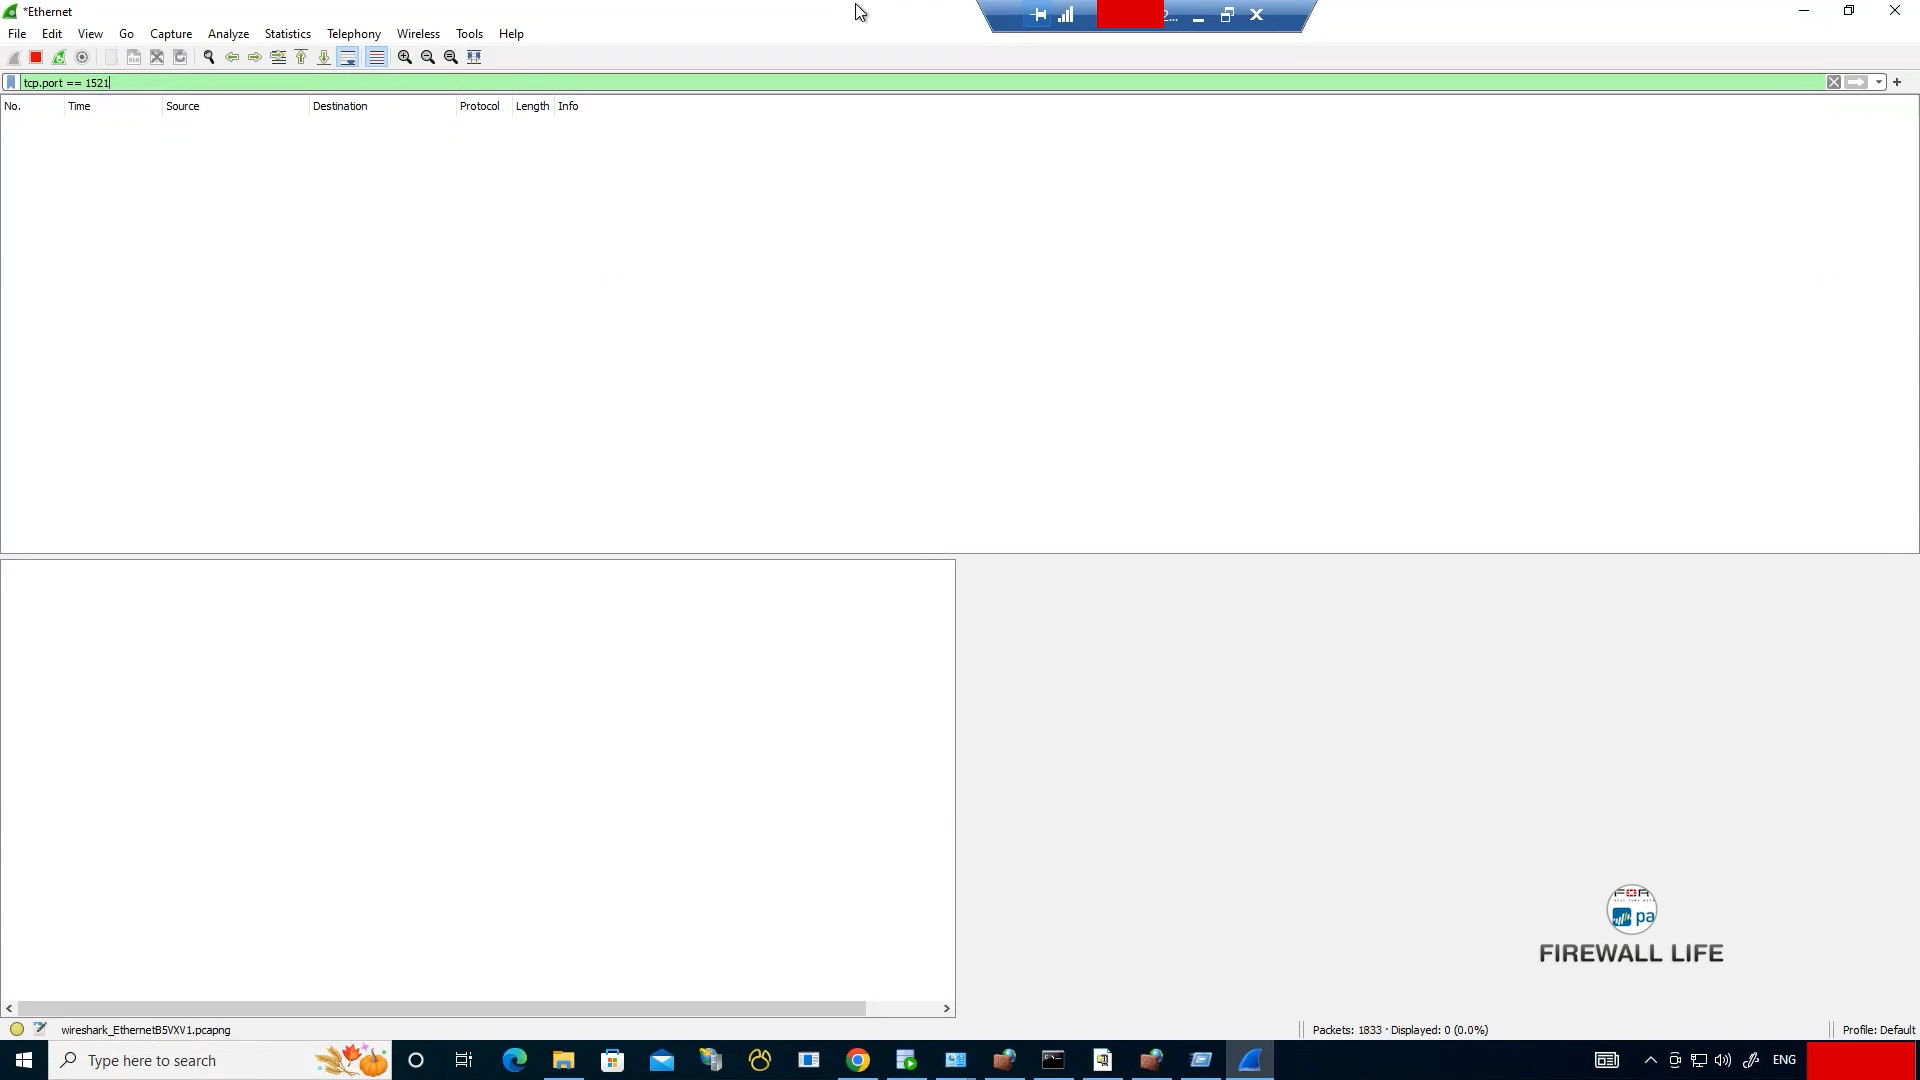 *Ethernet
2...
File Edit View Go Capture Analyze Statistics Telephony Wireless Tools Help
tcp.port == 1521
No. Time Source Destination Protocol Length Info
pa
FIREWALL LIFE
wireshark_EthernetB5VXV1.pcapng
Packets: 1833 · Displayed: 0 (0.0%)
Profile: Default
Type here to search
ENG